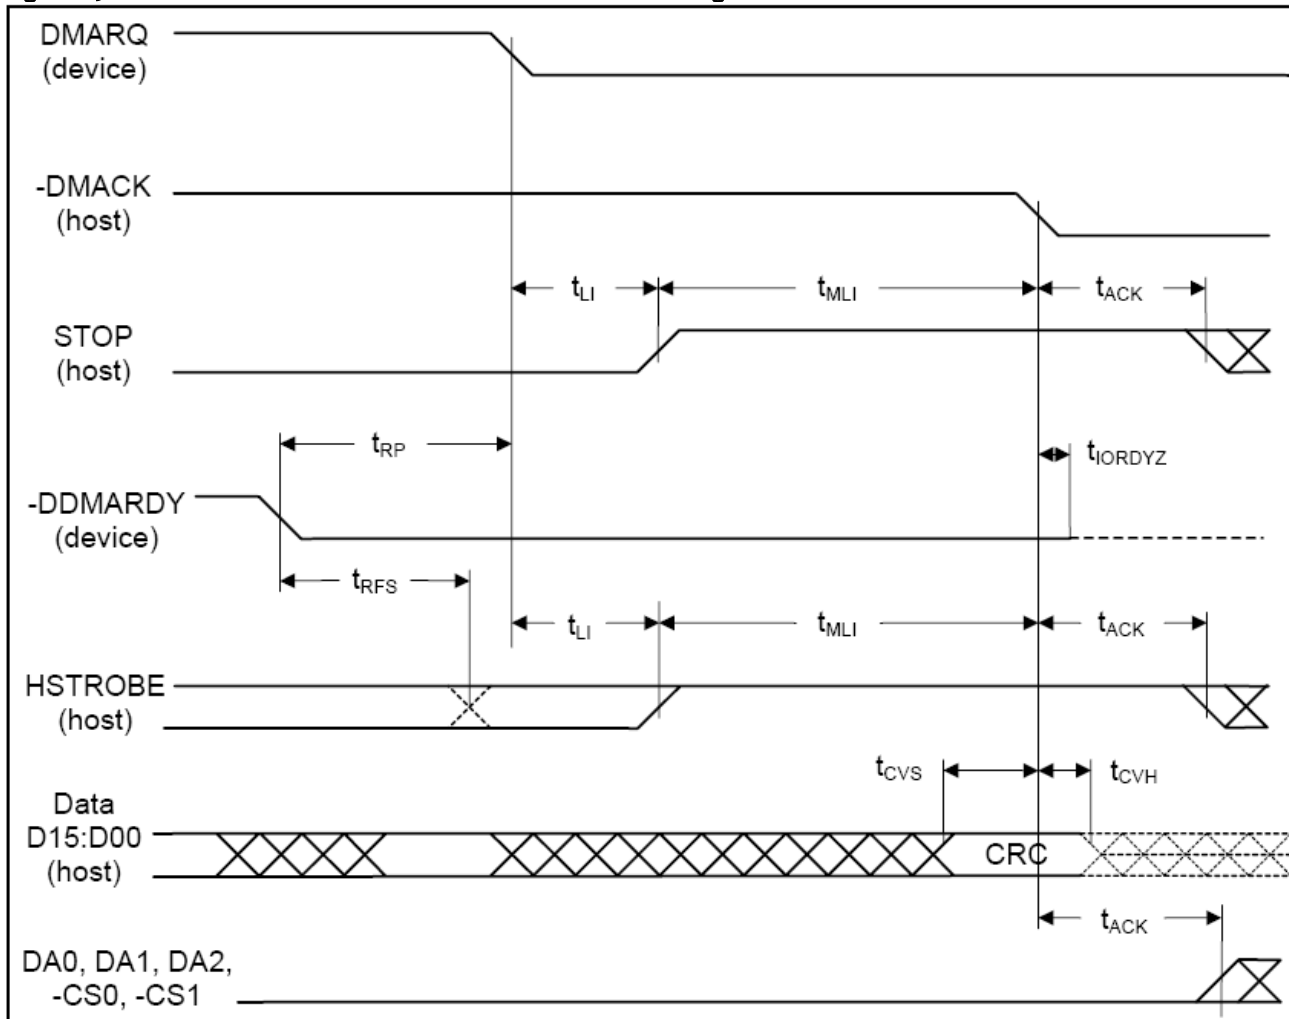 DMARQ
(device)
-DMACK
(host)
tLI tMLI tACK
STOP
(host)
tRP tIORDYZ
-DDMARDY
(device)
tRFS
tLI tMLI tACK
HSTROBE
(host)
tCVS tCVH
Data
D15:D00
(host)
CRC
tACK
DA0, DA1, DA2,
-CS0, -CS1